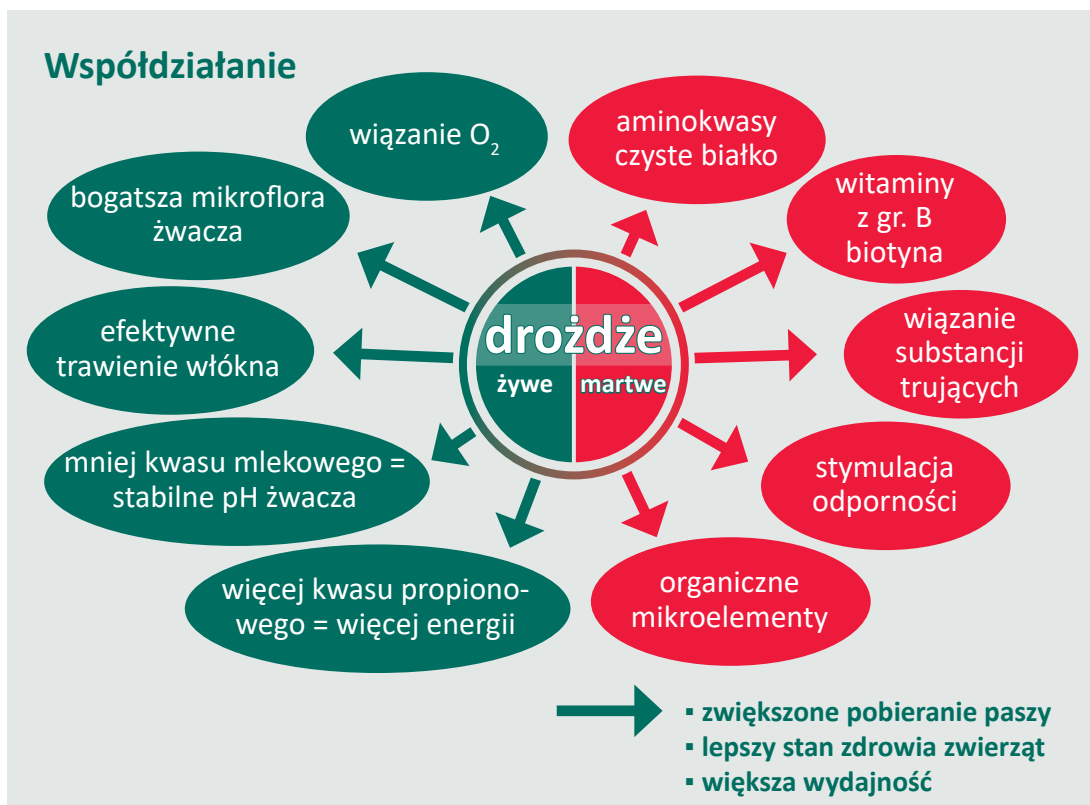 Współdziałanie
wiązanie O₂
bogatsza mikroflora
żwacza
efektywne
trawienie włókna
mniej kwasu mlekowego =
stabilne pH żwacza
więcej kwasu propiono-
wego = więcej energii
drożdże
żywe
martwe
aminokwasy
czyste białko
witaminy
z gr. B
biotyna
wiązanie
substancji
trujących
stymulacja
odporności
organiczne
mikroelementy
▪ zwiększone pobieranie paszy
▪ lepszy stan zdrowia zwierząt
▪ większa wydajność